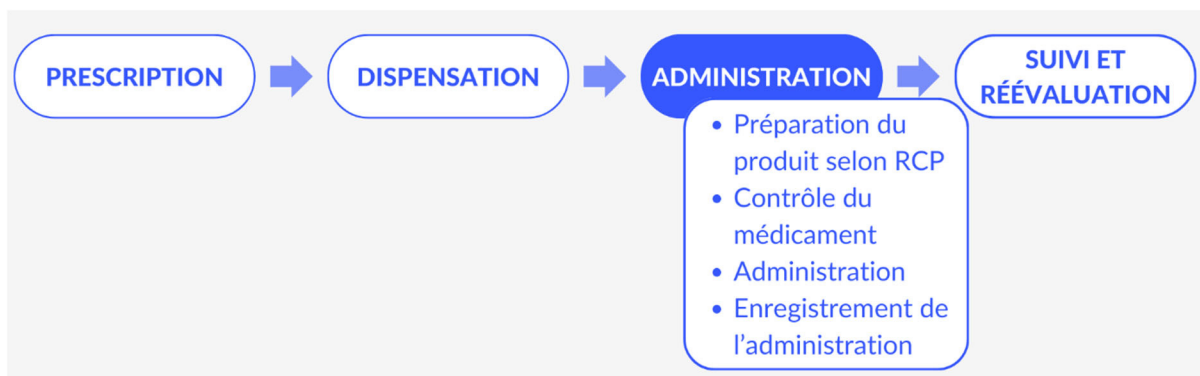 PRESCRIPTION
DISPENSATION
ADMINISTRATION
SUIVI ET
RÉÉVALUATION
• Préparation du
produit selon RCP
• Contrôle du
médicament
• Administration
• Enregistrement de
l’administration